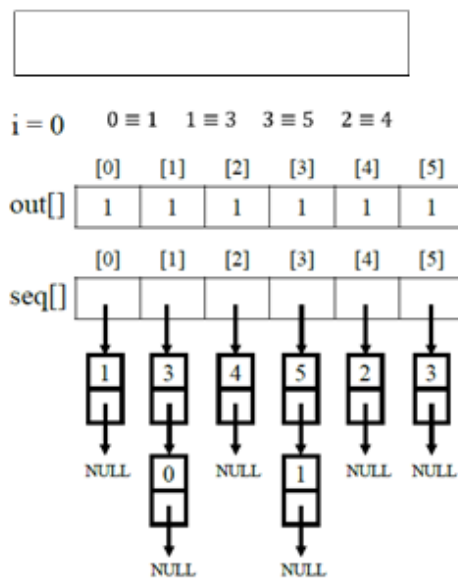 i = 0 0 ≡ 1 1 ≡ 3 3 ≡ 5 2 ≡ 4
[0] [1] [2] [3] [4] [5]
out[] 1 1 1 1 1 1
[0] [1] [2] [3] [4] [5]
seq[]
1 3 4 5 2 3
NULL 0 NULL 1 NULL NULL
NULL NULL